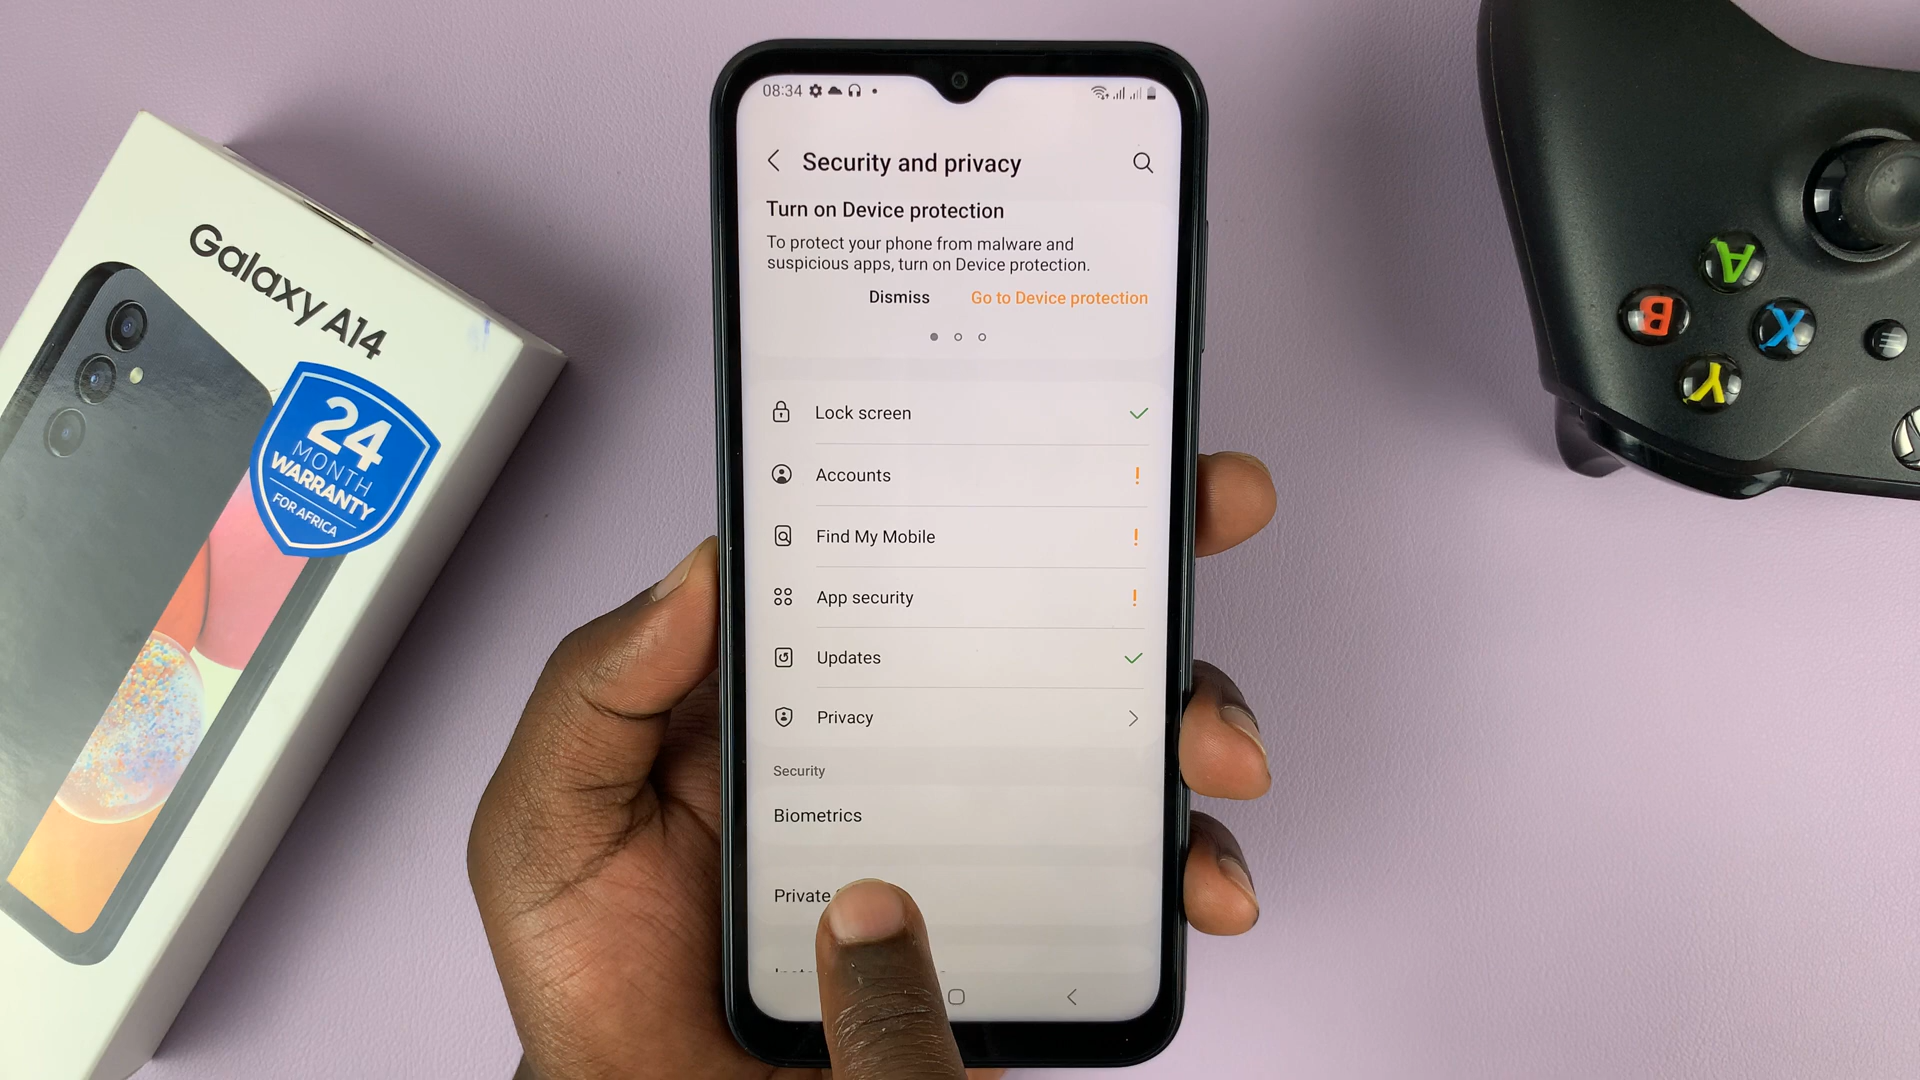 Galaxy A14
24
MONTH
WARRANTY
FOR AFRICA
08:34
Security and privacy
Turn on Device protection
To protect your phone from malware and
suspicious apps, turn on Device protection.
Dismiss
Go to Device protection
Lock screen
Accounts
Find My Mobile
App security
Updates
Privacy
Security
Biometrics
Private
A
B
X
Y